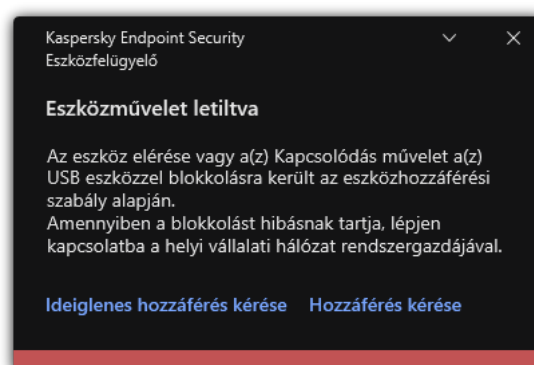 Kaspersky Endpoint Security
Eszközfelügyelő
Eszközművelet letiltva
Az eszköz elérése vagy a(z) Kapcsolódás művelet a(z)
USB eszközzel blokkolásra került az eszközhozzáférési
szabály alapján.
Amennyiben a blokkolást hibásnak tartja, lépjen
kapcsolatba a helyi vállalati hálózat rendszergazdájával.
Ideiglenes hozzáférés kérése Hozzáférés kérése